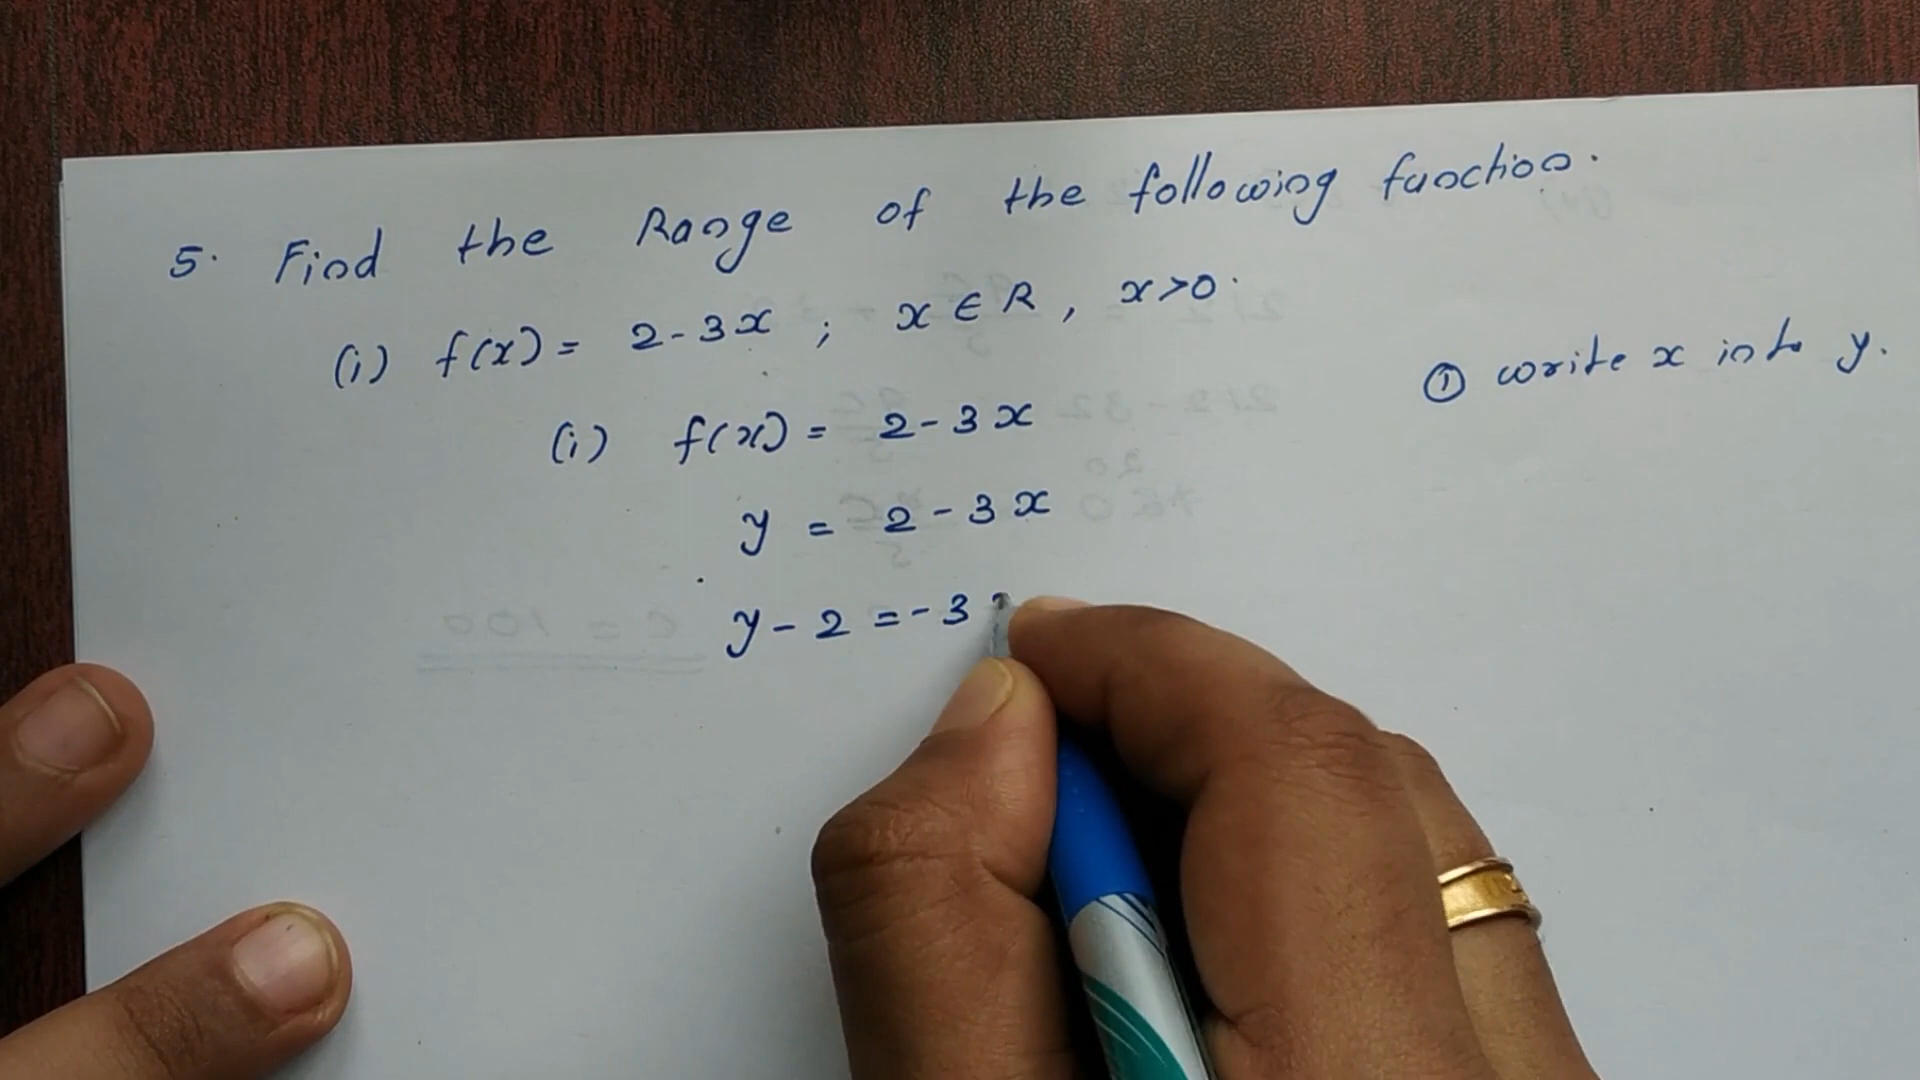 5. Find the Range of the following function.
(i) f(x) = 2-3x ; x ∈ R, x>0.
① write x into y.
(i) f(x) = 2-3x
y = 2-3x
y-2 = -3